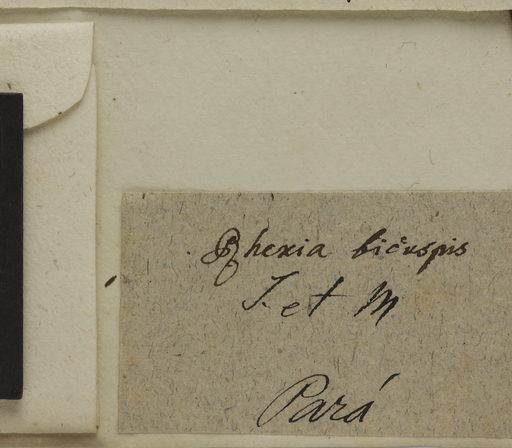 Rhexia bicuspis
J. et M
Pará